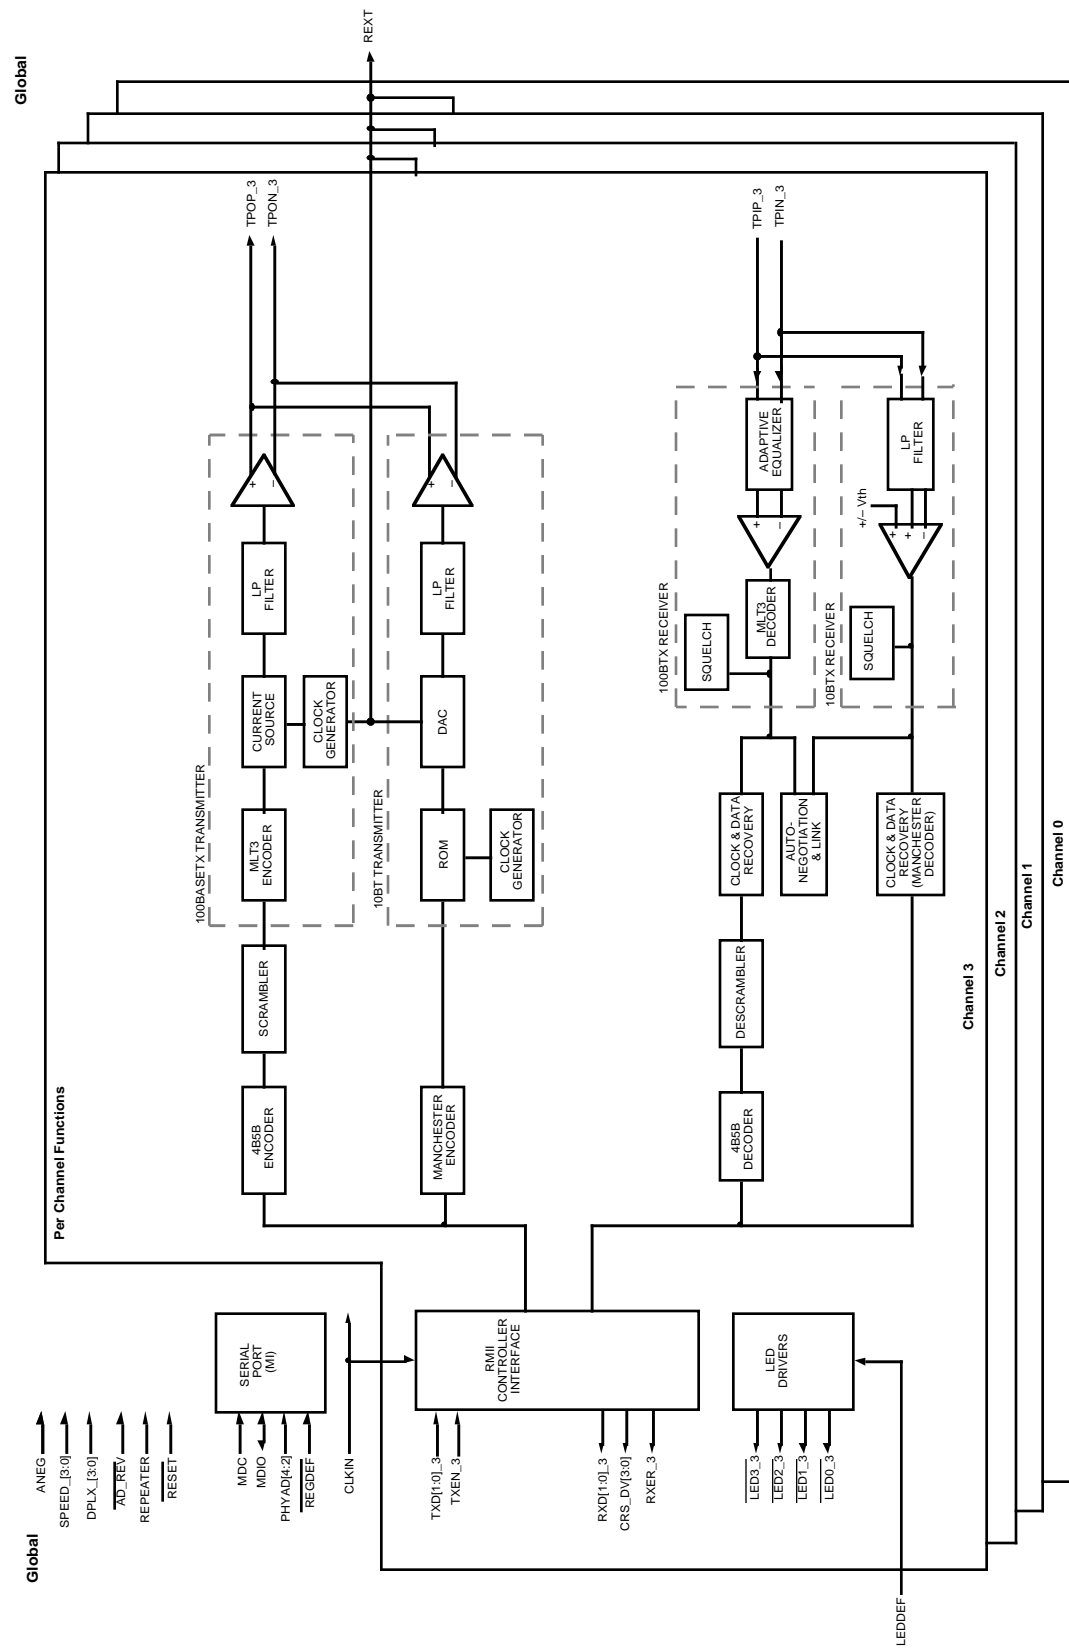 Global
ANEG
SPEED_[3:0]
DPLX_[3:0]
AD_REV
REPEATER
RESET
MDC
MDIO
PHYAD[4:2]
REGDEF
SERIAL
PORT
(MI)
CLKIN
TXD[1:0]_3
TXEN_3
RXD[1:0]_3
CRS_DV[3:0]
RXER_3
RMII
CONTROLLER
INTERFACE
LED3_3
LED2_3
LED1_3
LED0_3
LED
DRIVERS
LEDDEF
Per Channel Functions
4B5B
ENCODER
SCRAMBLER
100BASETX TRANSMITTER
MLT3
ENCODER
CURRENT
SOURCE
CLOCK
GENERATOR
LP
FILTER
+
−
TPOP_3
TPON_3
MANCHESTER
ENCODER
10BT TRANSMITTER
ROM
CLOCK
GENERATOR
DAC
LP
FILTER
+
−
REXT
Global
4B5B
DECODER
DESCRAMBLER
CLOCK & DATA
RECOVERY
AUTO-
NEGOTIATION
& LINK
100BTX RECEIVER
SQUELCH
MLT3
DECODER
+
−
ADAPTIVE
EQUALIZER
TPIP_3
TPIN_3
CLOCK & DATA
RECOVERY
(MANCHESTER
DECODER)
10BTX RECEIVER
SQUELCH
+/− Vth
+
+
−
LP
FILTER
Channel 3
Channel 2
Channel 1
Channel 0